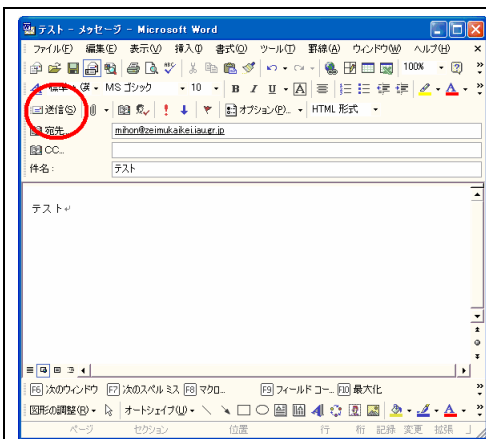 テスト - メッセージ - Microsoft Word
ファイル(F) 編集(E) 表示(V) 挿入(I) 書式(O) ツール(T) 罫線(A) ウィンドウ(W) ヘルプ(H) ×
100%
標準 MS ゴシック 10 B I U A
送信(S) オプション(P)... HTML 形式
宛先... mihon@zeimukaikei.iau.gr.jp
CC...
件名: テスト
テスト
F6 次のウィンドウ F7 次のスペル ミス F8 マクロ... F9 フィールド コー... F10 最大化
図形の調整(R) オートシェイプ(U)
ページ セクション 位置 行 桁 記録 変更 拡張